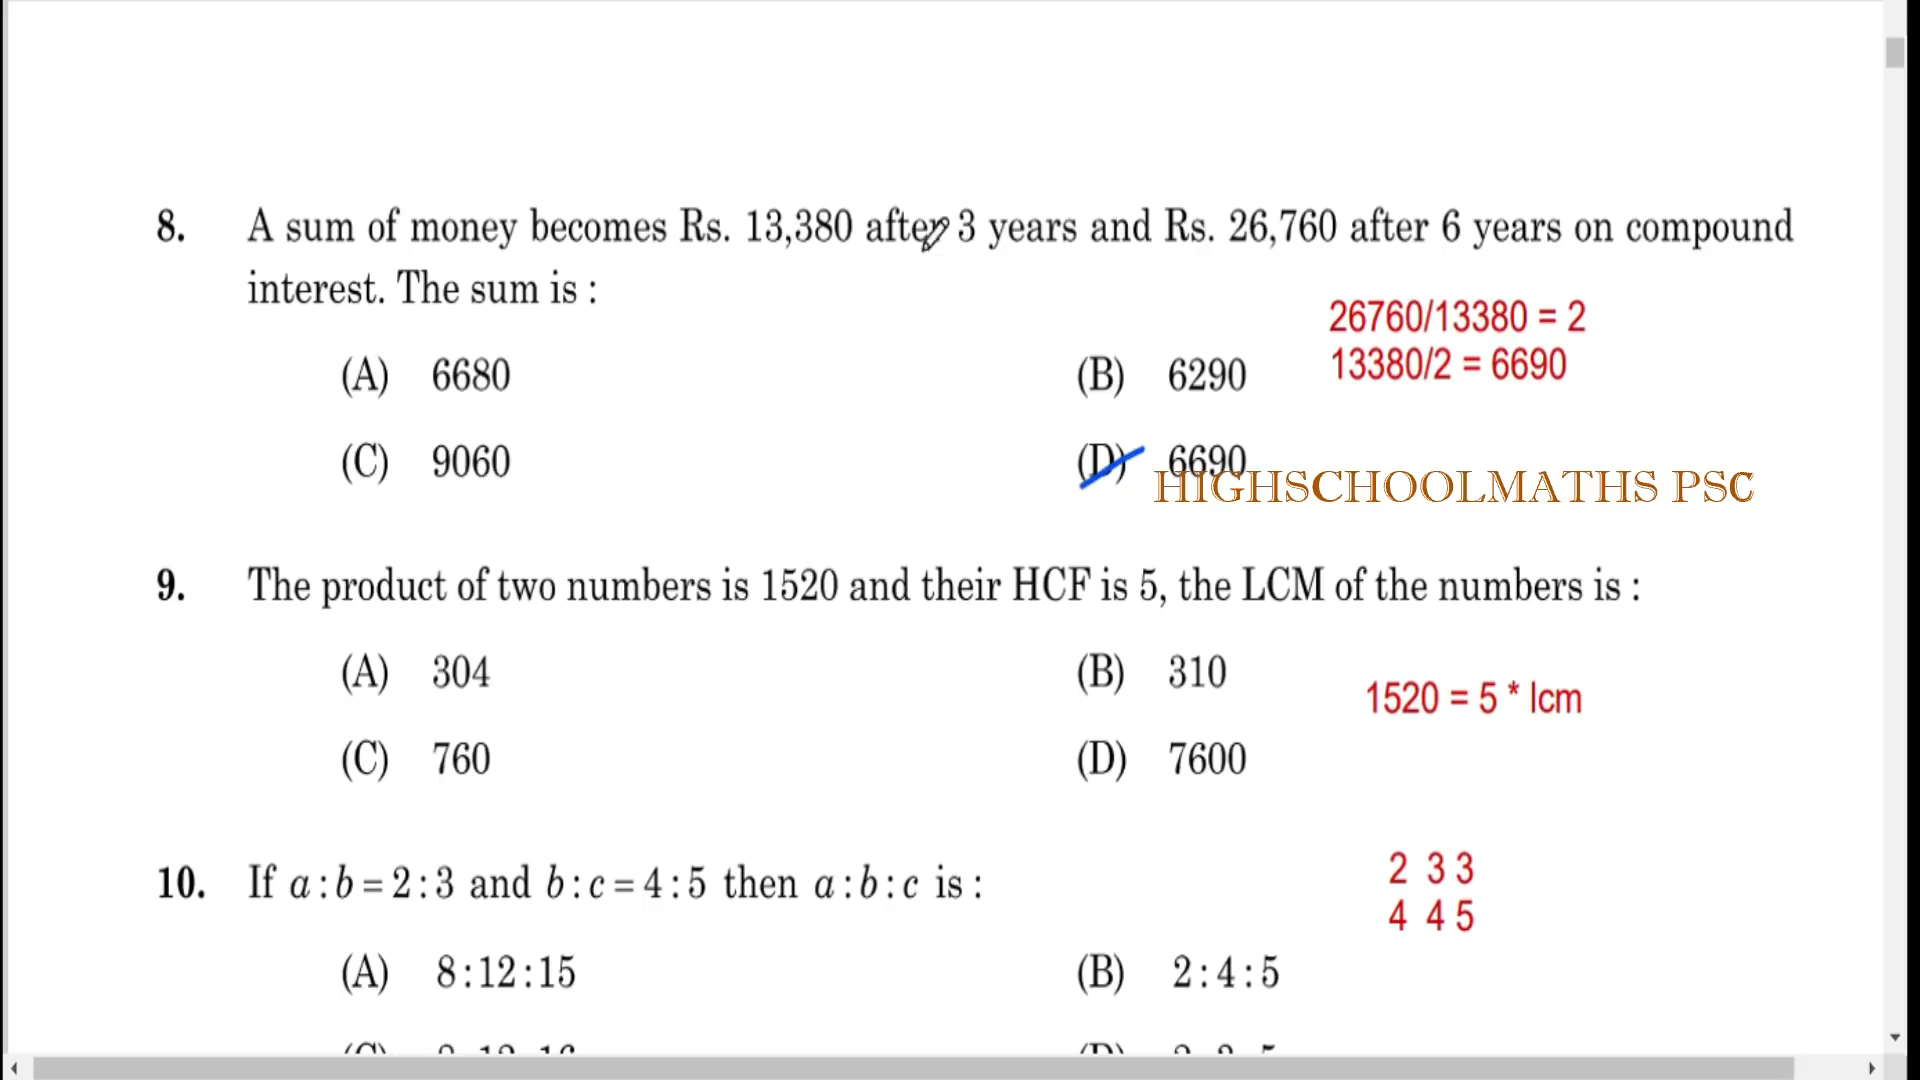 8. A sum of money becomes Rs. 13,380 after 3 years and Rs. 26,760 after 6 years on compound
interest. The sum is :
26760/13380 = 2
13380/2 = 6690
(A) 6680 (B) 6290
(C) 9060 (D) 6690
HIGHSCHOOLMATHS PSC
9. The product of two numbers is 1520 and their HCF is 5, the LCM of the numbers is :
(A) 304 (B) 310
1520 = 5 * lcm
(C) 760 (D) 7600
10. If a : b = 2 : 3 and b : c = 4 : 5 then a : b : c is :
2 3 3
4 4 5
(A) 8 : 12 : 15 (B) 2 : 4 : 5